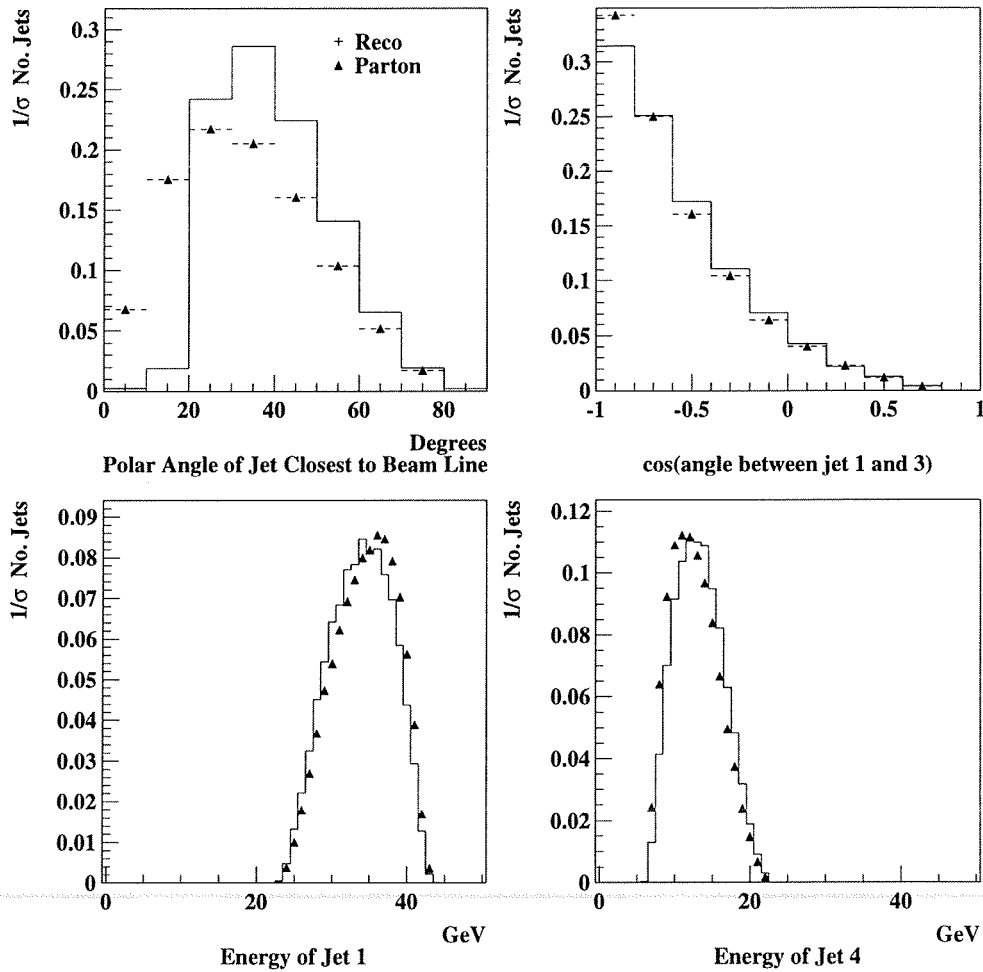 1/σ No. Jets
0.3
0.25
0.2
0.15
0.1
0.05
0
+ Reco
▲ Parton
0 20 40 60 80
Degrees
Polar Angle of Jet Closest to Beam Line
1/σ No. Jets
0.3
0.25
0.2
0.15
0.1
0.05
0
-1 -0.5 0 0.5 1
cos(angle between jet 1 and 3)
1/σ No. Jets
0.09
0.08
0.07
0.06
0.05
0.04
0.03
0.02
0.01
0
0 20 40
GeV
Energy of Jet 1
1/σ No. Jets
0.12
0.1
0.08
0.06
0.04
0.02
0
0 20 40
GeV
Energy of Jet 4